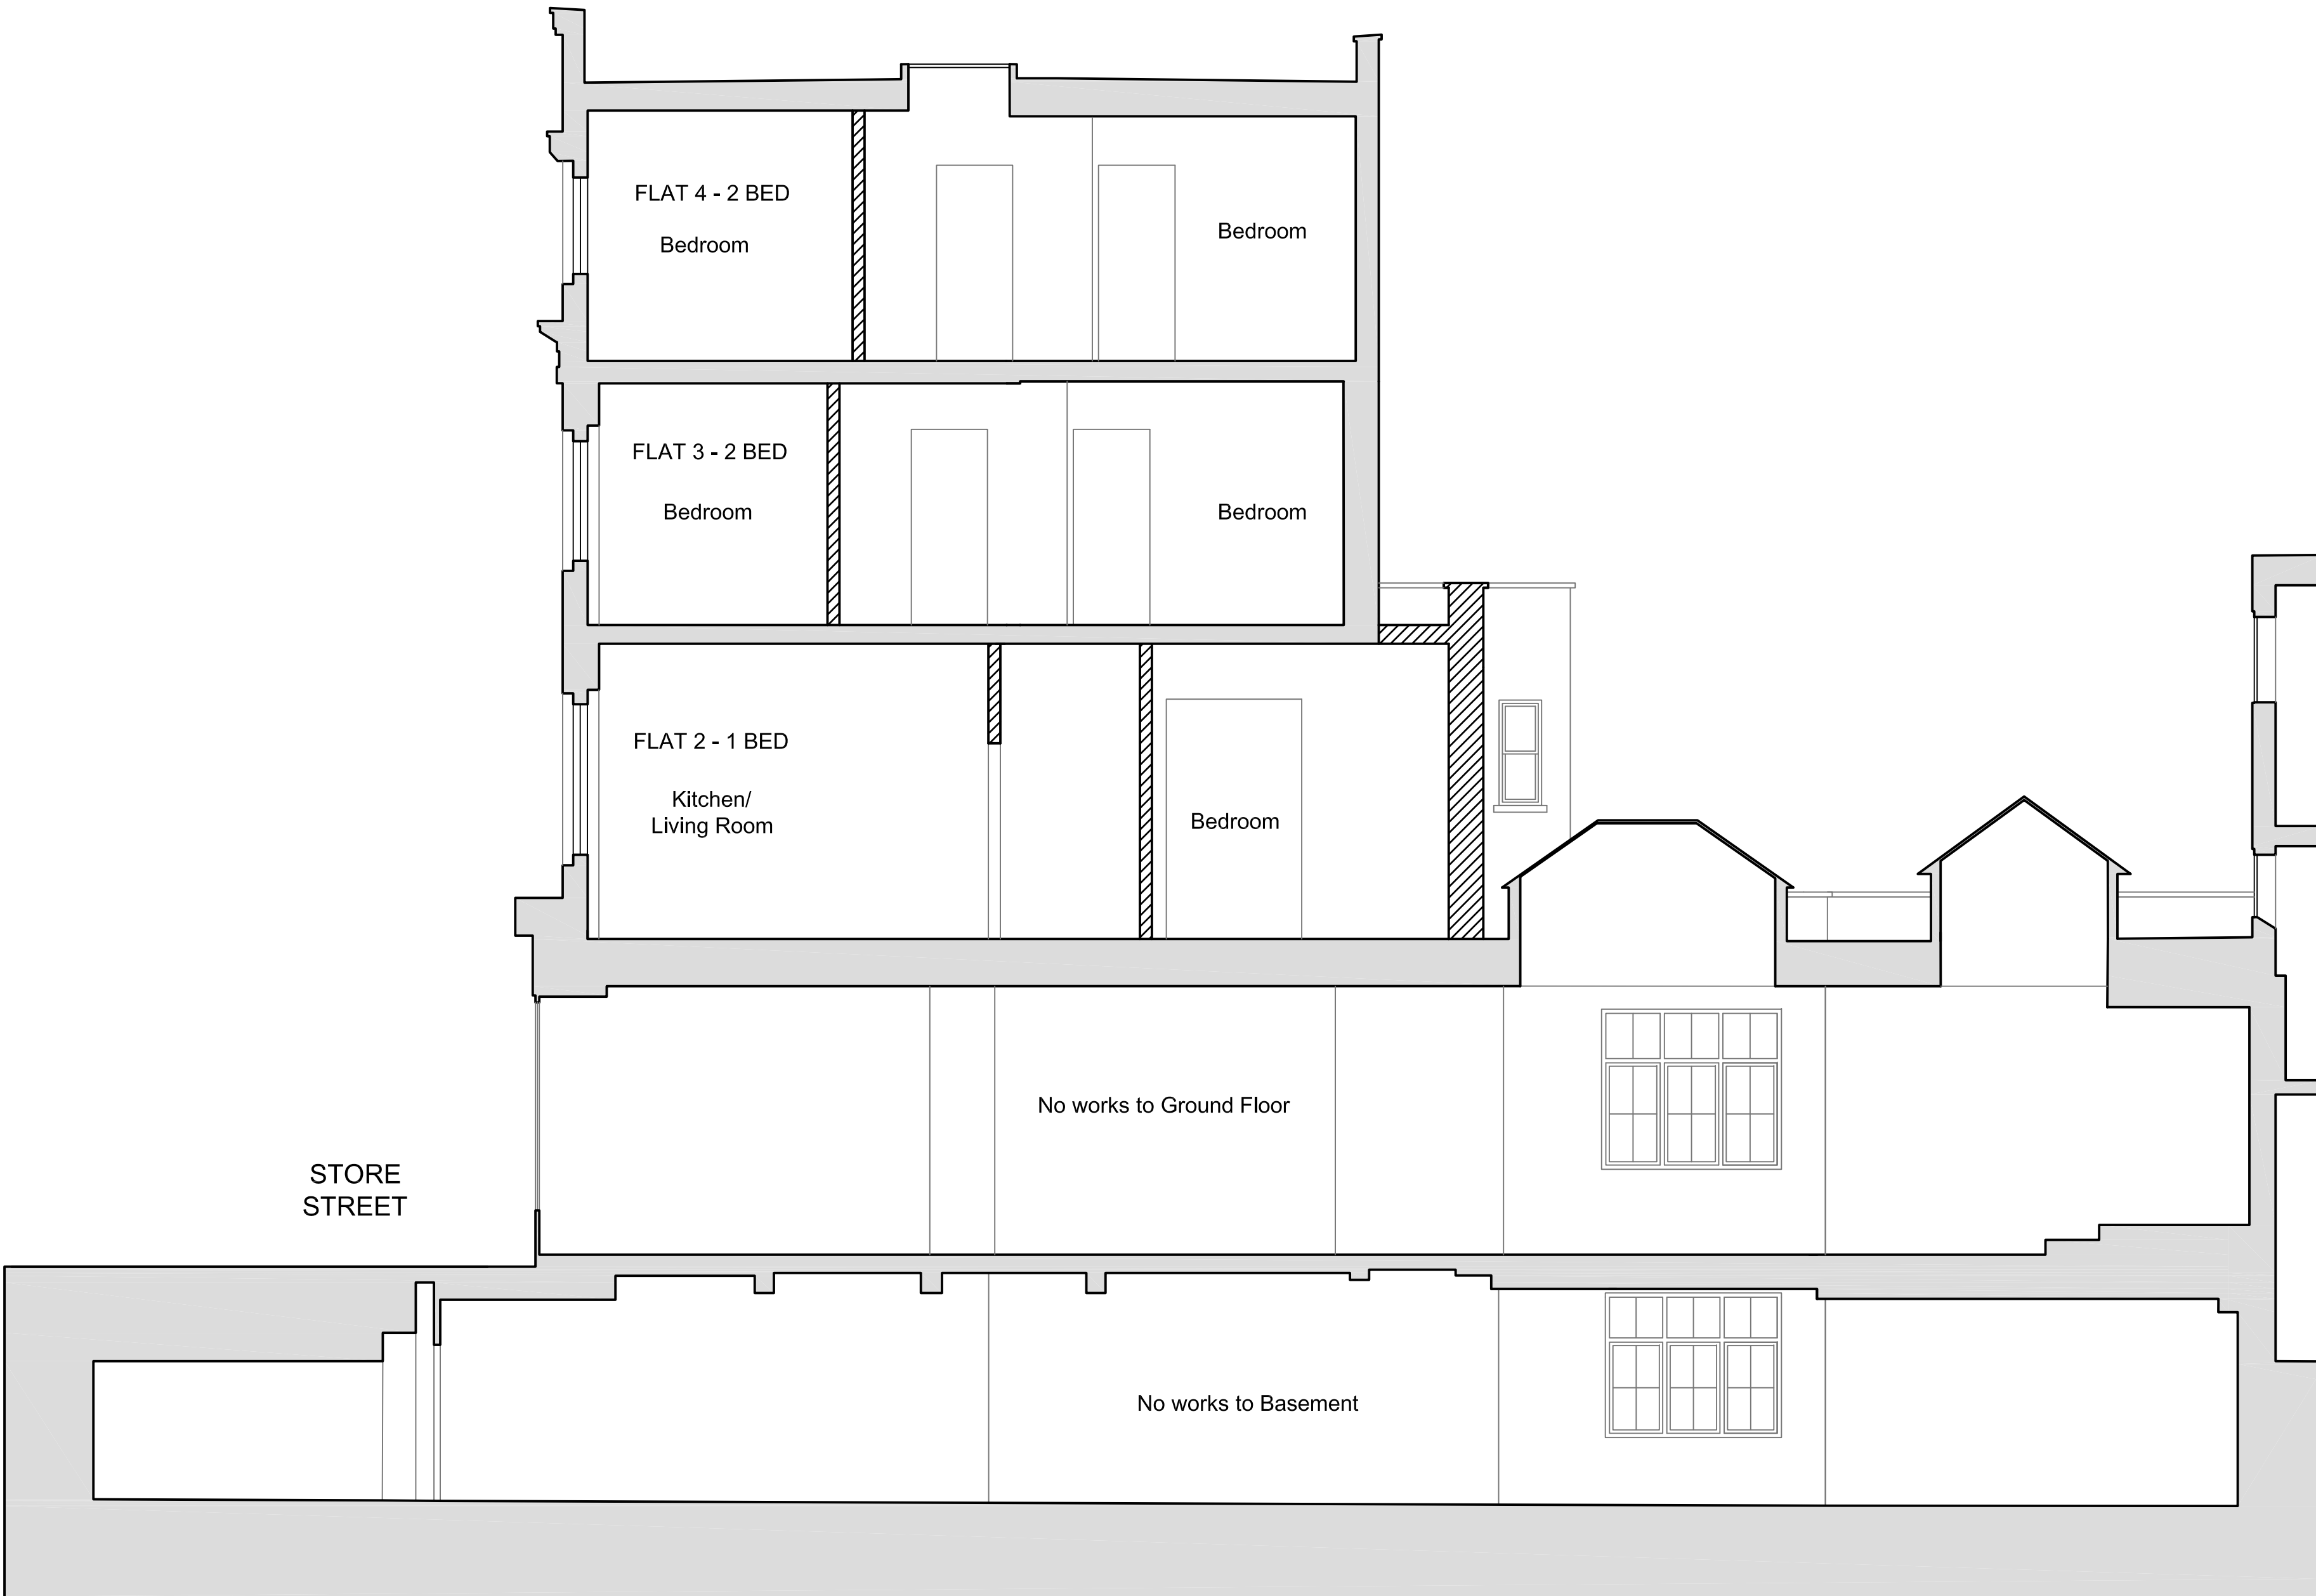 FLAT 4 - 2 BED
Bedroom
Bedroom
FLAT 3 - 2 BED
Bedroom
Bedroom
FLAT 2 - 1 BED
Kitchen/
Living Room
Bedroom
No works to Ground Floor
STORE
STREET
No works to Basement